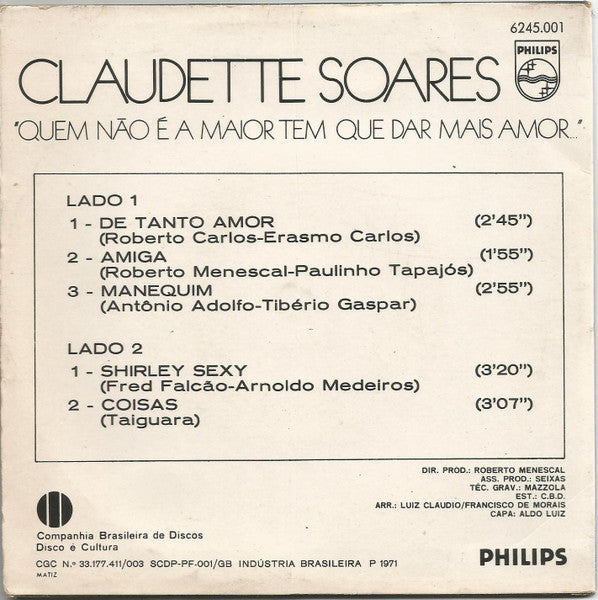 6245.001
CLAUDETTE SOARES
PHILIPS
"QUEM NÃO É A MAIOR TEM QUE DAR MAIS AMOR..."
LADO 1
1 - DE TANTO AMOR (2'45")
(Roberto Carlos-Erasmo Carlos)
2 - AMIGA (1'55")
(Roberto Menescal-Paulinho Tapajós)
3 - MANEQUIM (2'55")
(Antônio Adolfo-Tibério Gaspar)
LADO 2
1 - SHIRLEY SEXY (3'20")
(Fred Falcão-Arnoldo Medeiros)
2 - COISAS (3'07")
(Taiguara)
DIR. PROD.: ROBERTO MENESCAL
ASS. PROD.: SEIXAS
TÉC. GRAV.: MAZZOLA
EST.: C.B.D.
ARR.: LUIZ CLAUDIO/FRANCISCO DE MORAIS
CAPA: ALDO LUIZ
Companhia Brasileira de Discos
Disco é Cultura
PHILIPS
CGC N.º 33.177.411/003 SCDP-PF-001/GB INDÚSTRIA BRASILEIRA P 1971
MATIZ